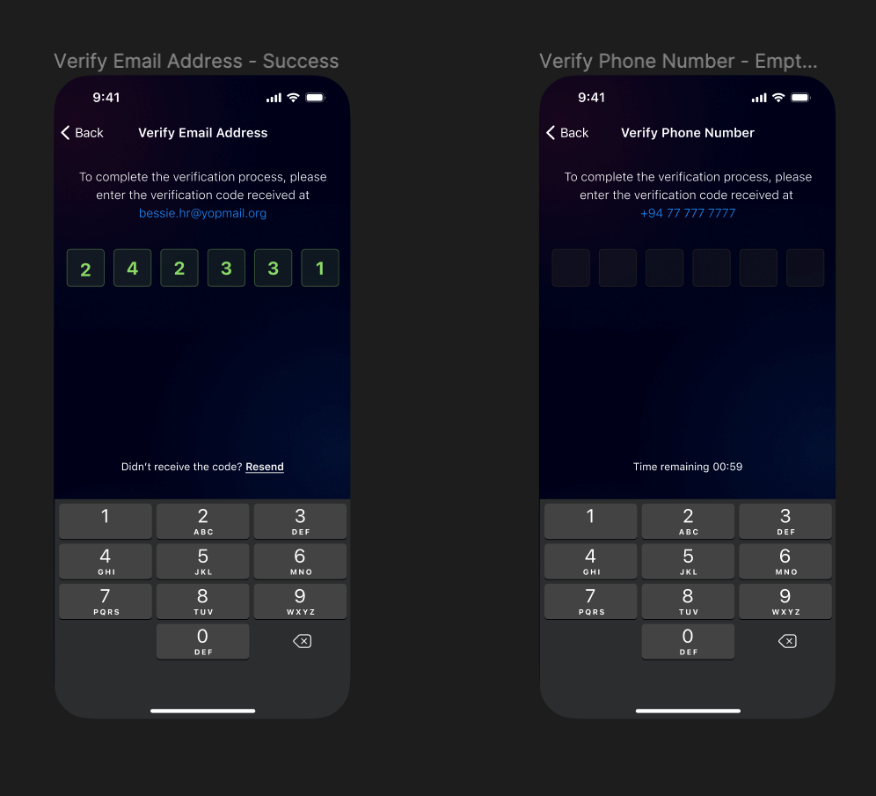 Verify Email Address - Success
9:41
Back
Verify Email Address
To complete the verification process, please
enter the verification code received at
bessie.hr@yopmail.org
2 4 2 3 3 1
Didn't receive the code? Resend
1 2 3
ABC DEF
4 5 6
GHI JKL MNO
7 8 9
PQRS TUV WXYZ
0
DEF
Verify Phone Number - Empt...
9:41
Back
Verify Phone Number
To complete the verification process, please
enter the verification code received at
+94 77 777 7777
Time remaining 00:59
1 2 3
ABC DEF
4 5 6
GHI JKL MNO
7 8 9
PQRS TUV WXYZ
0
DEF